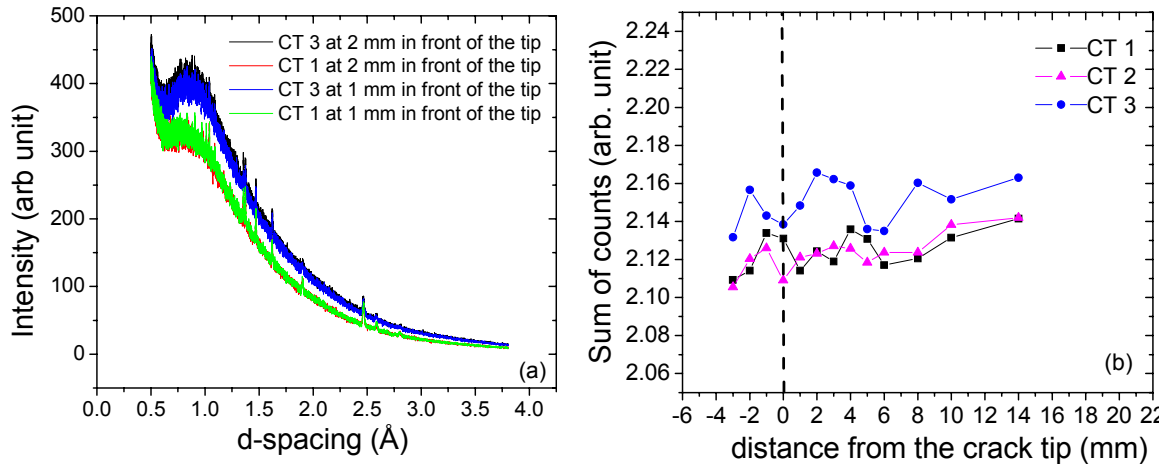 500
400
300
200
100
0
Intensity (arb unit)
CT 3 at 2 mm in front of the tip
CT 1 at 2 mm in front of the tip
CT 3 at 1 mm in front of the tip
CT 1 at 1 mm in front of the tip
(a)
0.0 0.5 1.0 1.5 2.0 2.5 3.0 3.5 4.0
d-spacing (Å)
2.24
2.22
2.20
2.18
2.16
2.14
2.12
2.10
2.08
2.06
Sum of counts (arb. unit)
CT 1
CT 2
CT 3
(b)
-6 -4 -2 0 2 4 6 8 10 12 14 16 18 20 22
distance from the crack tip (mm)